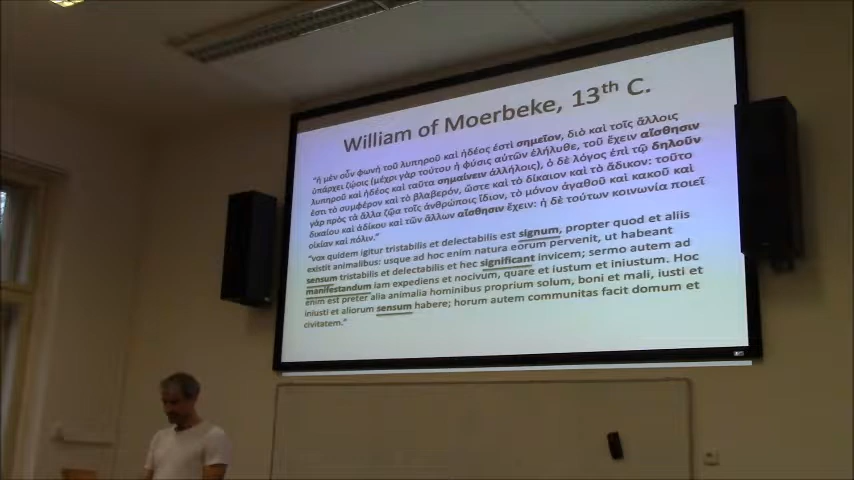 William of Moerbeke, 13th C.
"ἡ μὲν οὖν φωνὴ τοῦ λυπηροῦ καὶ ἡδέος ἐστὶ σημεῖον, διὸ καὶ τοῖς ἄλλοις
ὑπάρχει ζῴοις (μέχρι γὰρ τούτου ἡ φύσις αὐτῶν ἐλήλυθε, τοῦ ἔχειν αἴσθησιν
λυπηροῦ καὶ ἡδέος καὶ ταῦτα σημαίνειν ἀλλήλοις), ὁ δὲ λόγος ἐπὶ τῷ δηλοῦν
ἐστι τὸ συμφέρον καὶ τὸ βλαβερόν, ὥστε καὶ τὸ δίκαιον καὶ τὸ ἄδικον: τοῦτο
γὰρ πρὸς τὰ ἄλλα ζῷα τοῖς ἀνθρώποις ἴδιον, τὸ μόνον ἀγαθοῦ καὶ κακοῦ καὶ
δικαίου καὶ ἀδίκου καὶ τῶν ἄλλων αἴσθησιν ἔχειν: ἡ δὲ τούτων κοινωνία ποιεῖ
οἰκίαν καὶ πόλιν."
"vox quidem igitur tristabilis et delectabilis est signum, propter quod et aliis
existit animalibus: usque ad hoc enim natura eorum pervenit, ut habeant
sensum tristabilis et delectabilis et hec significant invicem; sermo autem ad
manifestandum iam expediens et nocivum, quare et iustum et iniustum. Hoc
enim est preter alia animalia hominibus proprium solum, boni et mali, iusti et
iniusti et aliorum sensum habere; horum autem communitas facit domum et
civitatem."